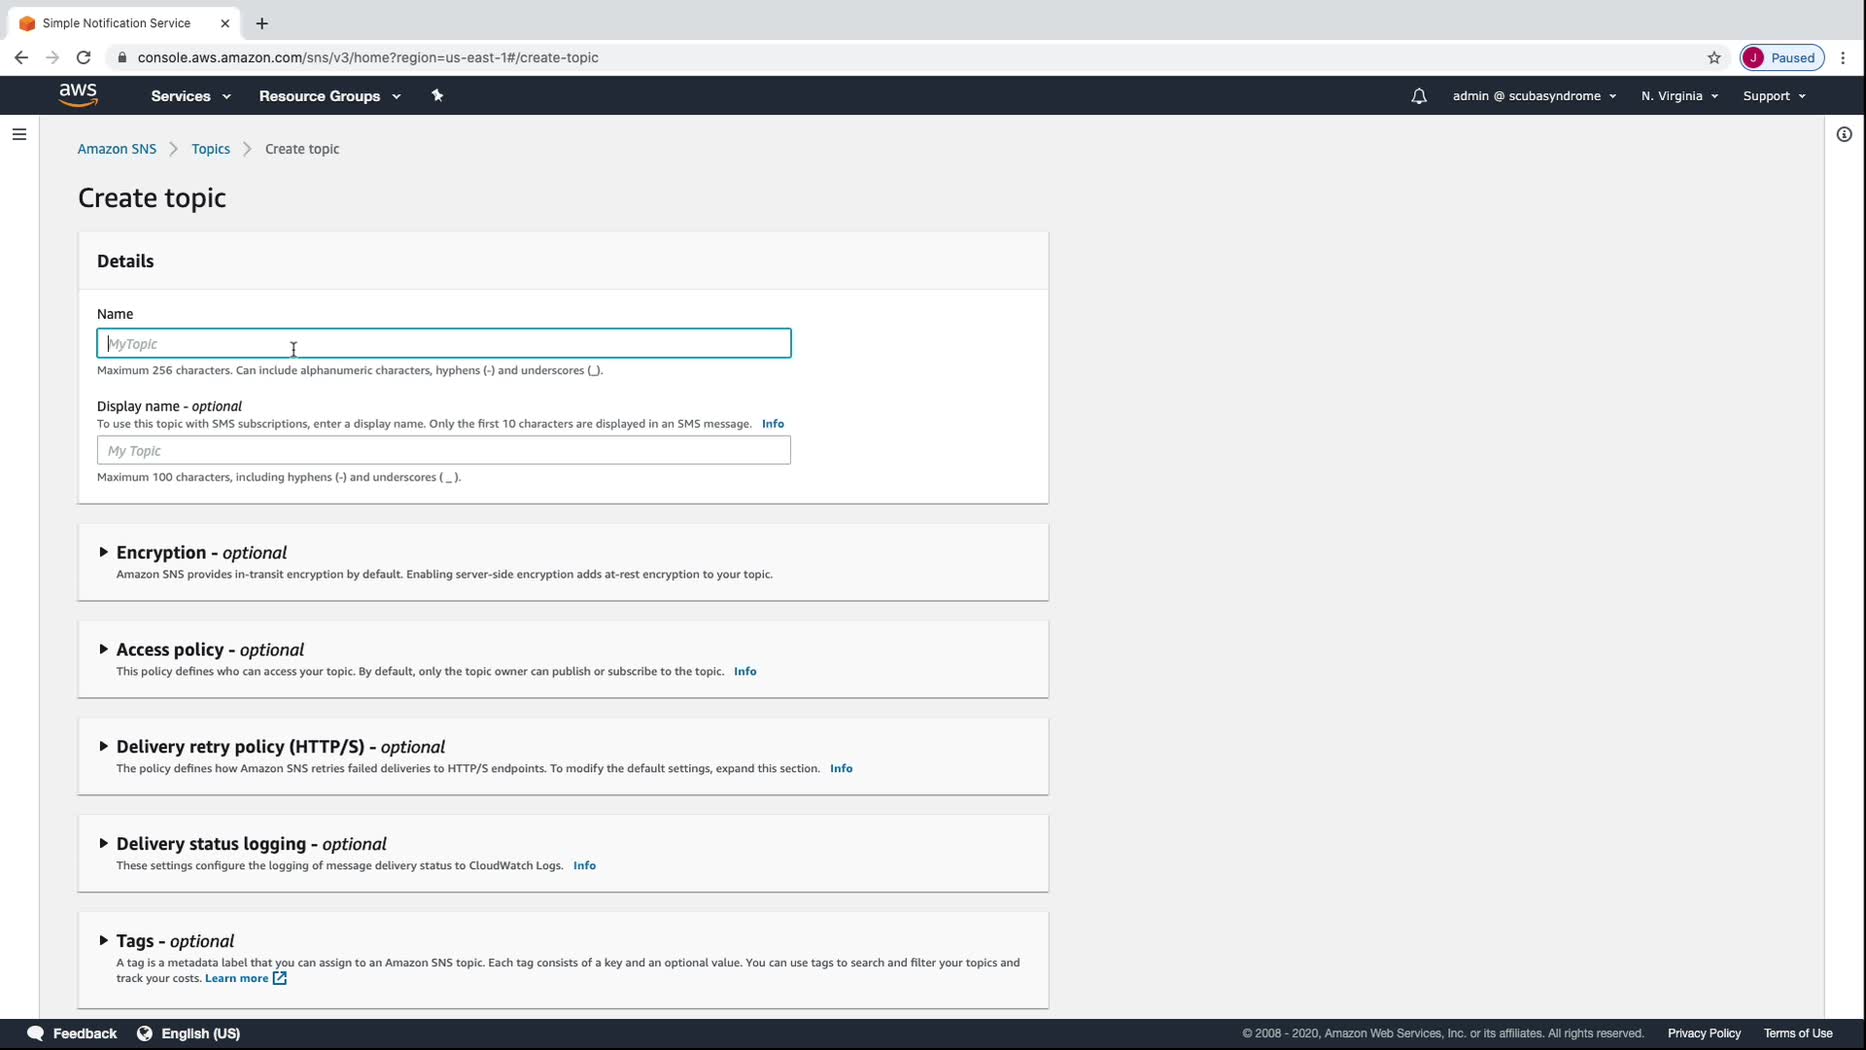 Simple Notification Service
console.aws.amazon.com/sns/v3/home?region=us-east-1#/create-topic
J Paused
aws Services Resource Groups admin @ scubasyndrome N. Virginia Support
Amazon SNS Topics Create topic
Create topic
Details
Name
MyTopic
Maximum 256 characters. Can include alphanumeric characters, hyphens (-) and underscores (_).
Display name - optional
To use this topic with SMS subscriptions, enter a display name. Only the first 10 characters are displayed in an SMS message. Info
My Topic
Maximum 100 characters, including hyphens (-) and underscores ( _ ).
Encryption - optional
Amazon SNS provides in-transit encryption by default. Enabling server-side encryption adds at-rest encryption to your topic.
Access policy - optional
This policy defines who can access your topic. By default, only the topic owner can publish or subscribe to the topic. Info
Delivery retry policy (HTTP/S) - optional
The policy defines how Amazon SNS retries failed deliveries to HTTP/S endpoints. To modify the default settings, expand this section. Info
Delivery status logging - optional
These settings configure the logging of message delivery status to CloudWatch Logs. Info
Tags - optional
A tag is a metadata label that you can assign to an Amazon SNS topic. Each tag consists of a key and an optional value. You can use tags to search and filter your topics and
track your costs. Learn more
Feedback English (US) © 2008 - 2020, Amazon Web Services, Inc. or its affiliates. All rights reserved. Privacy Policy Terms of Use